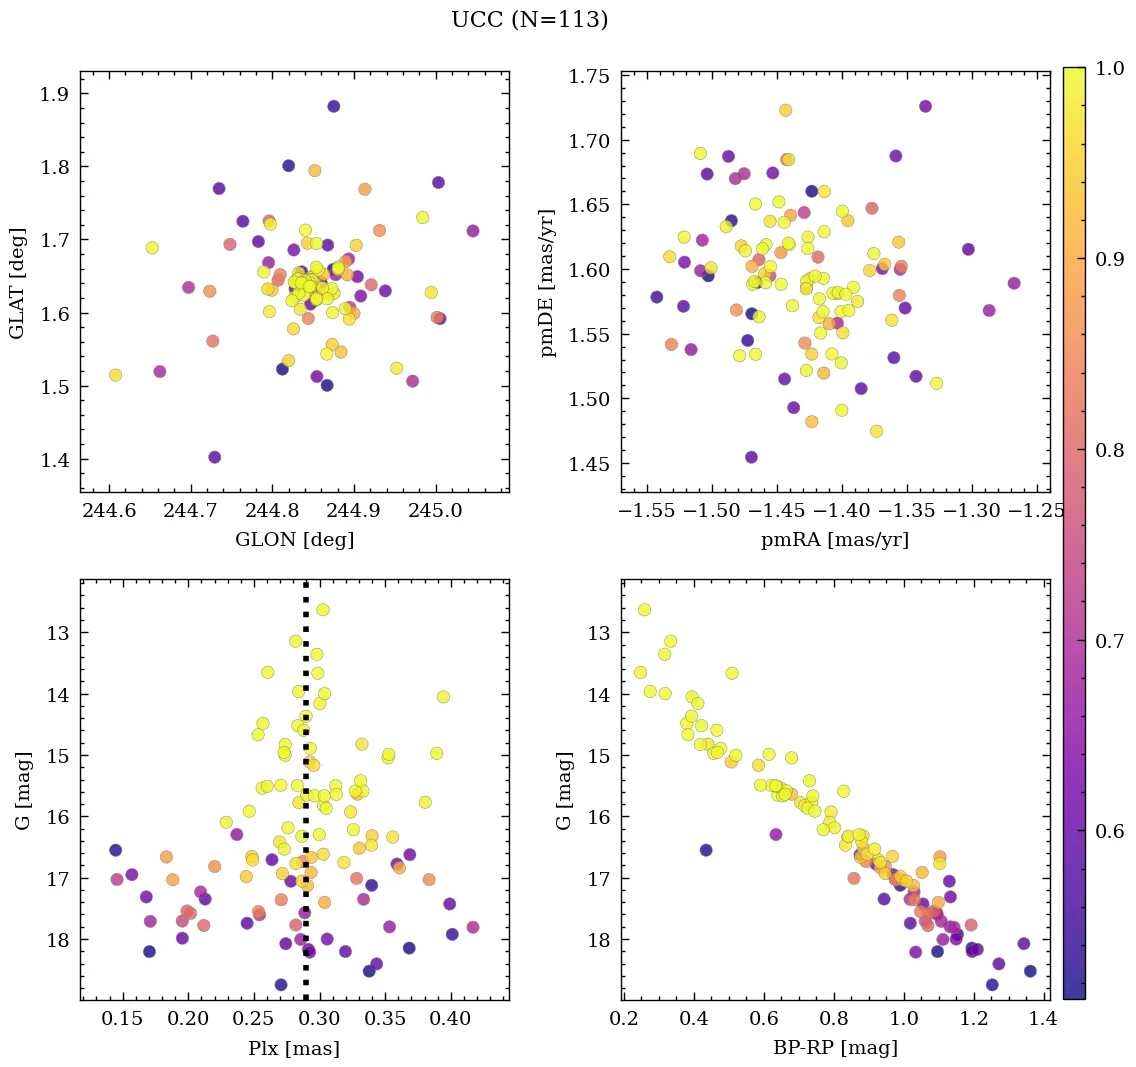 UCC (N=113)
1.9
1.8
1.7
1.6
1.5
1.4
GLAT [deg]
244.6 244.7 244.8 244.9 245.0
GLON [deg]
1.75
1.70
1.65
1.60
1.55
1.50
1.45
pmDE [mas/yr]
−1.55 −1.50 −1.45 −1.40 −1.35 −1.30 −1.25
pmRA [mas/yr]
1.0
0.9
0.8
0.7
0.6
13
14
15
16
17
18
G [mag]
0.15 0.20 0.25 0.30 0.35 0.40
Plx [mas]
13
14
15
16
17
18
G [mag]
0.2 0.4 0.6 0.8 1.0 1.2 1.4
BP-RP [mag]